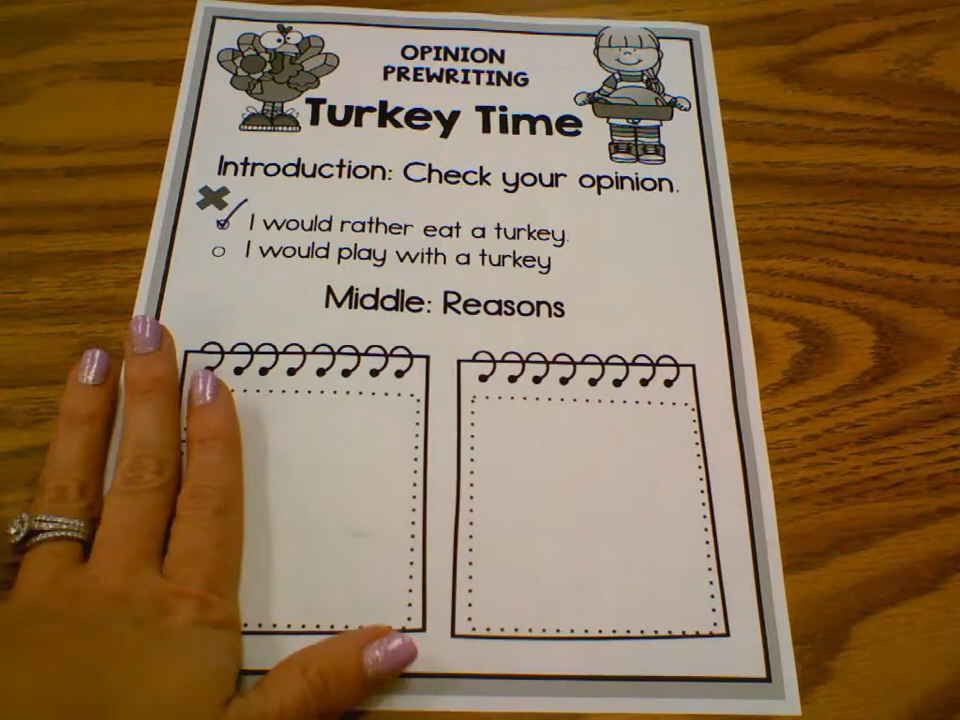 OPINION
PREWRITING
Turkey Time
Introduction: Check your opinion.
I would rather eat a turkey.
I would play with a turkey
Middle: Reasons